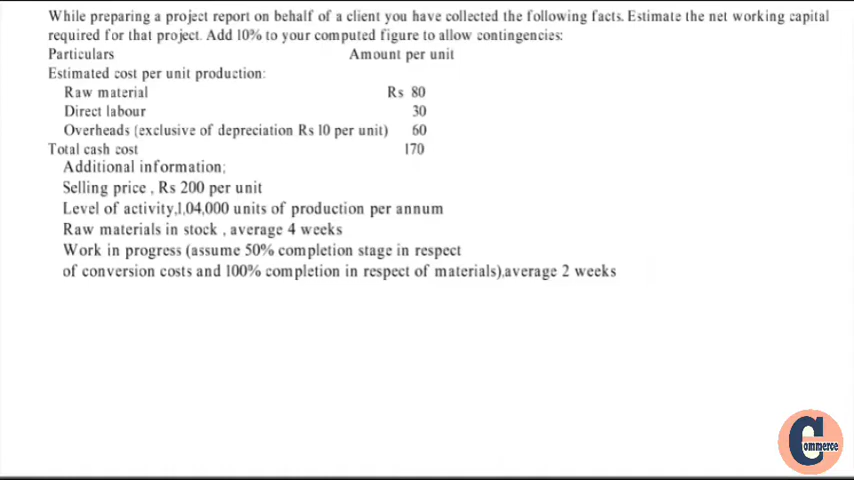 While preparing a project report on behalf of a client you have collected the following facts. Estimate the net working capital
required for that project. Add 10% to your computed figure to allow contingencies:
Particulars Amount per unit
Estimated cost per unit production:
Raw material Rs 80
Direct labour 30
Overheads (exclusive of depreciation Rs 10 per unit) 60
Total cash cost 170
Additional information;
Selling price , Rs 200 per unit
Level of activity,1,04,000 units of production per annum
Raw materials in stock , average 4 weeks
Work in progress (assume 50% completion stage in respect
of conversion costs and 100% completion in respect of materials),average 2 weeks
Commerce